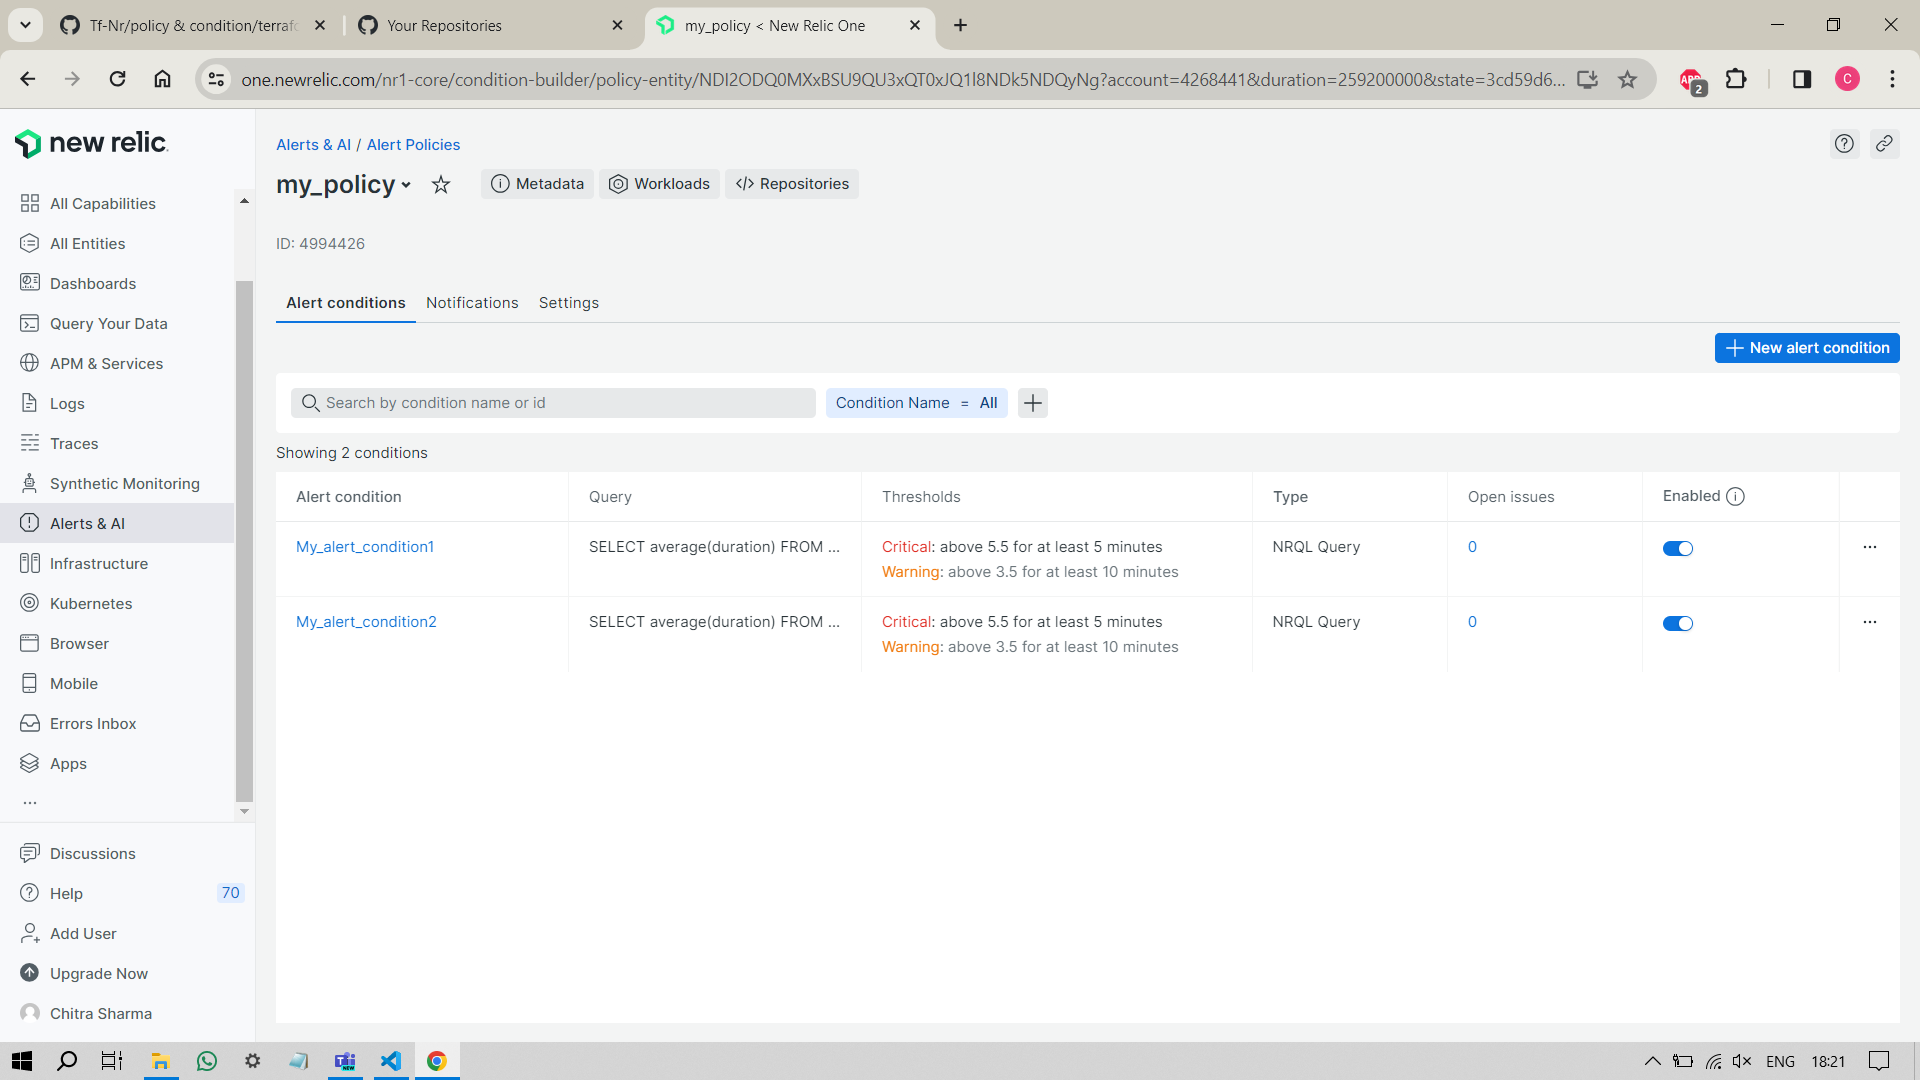 Tf-Nr/policy & condition/terrafo
Your Repositories
my_policy < New Relic One
one.newrelic.com/nr1-core/condition-builder/policy-entity/NDI2ODQ0MXxBSU9QU3xQT0xJQ1l8NDk5NDQyNg?account=4268441&duration=259200000&state=3cd59d6...
ABP
2
C
new relic
All Capabilities
All Entities
Dashboards
Query Your Data
APM & Services
Logs
Traces
Synthetic Monitoring
Alerts & AI
Infrastructure
Kubernetes
Browser
Mobile
Errors Inbox
Apps
...
Discussions
Help 70
Add User
Upgrade Now
Chitra Sharma
Alerts & AI / Alert Policies
my_policy
Metadata
Workloads
Repositories
ID: 4994426
Alert conditions Notifications Settings
New alert condition
Search by condition name or id
Condition Name = All
Showing 2 conditions
Alert condition Query Thresholds Type Open issues Enabled
My_alert_condition1 SELECT average(duration) FROM ... Critical: above 5.5 for at least 5 minutes NRQL Query 0
Warning: above 3.5 for at least 10 minutes
My_alert_condition2 SELECT average(duration) FROM ... Critical: above 5.5 for at least 5 minutes NRQL Query 0
Warning: above 3.5 for at least 10 minutes
NEW
ENG
18:21